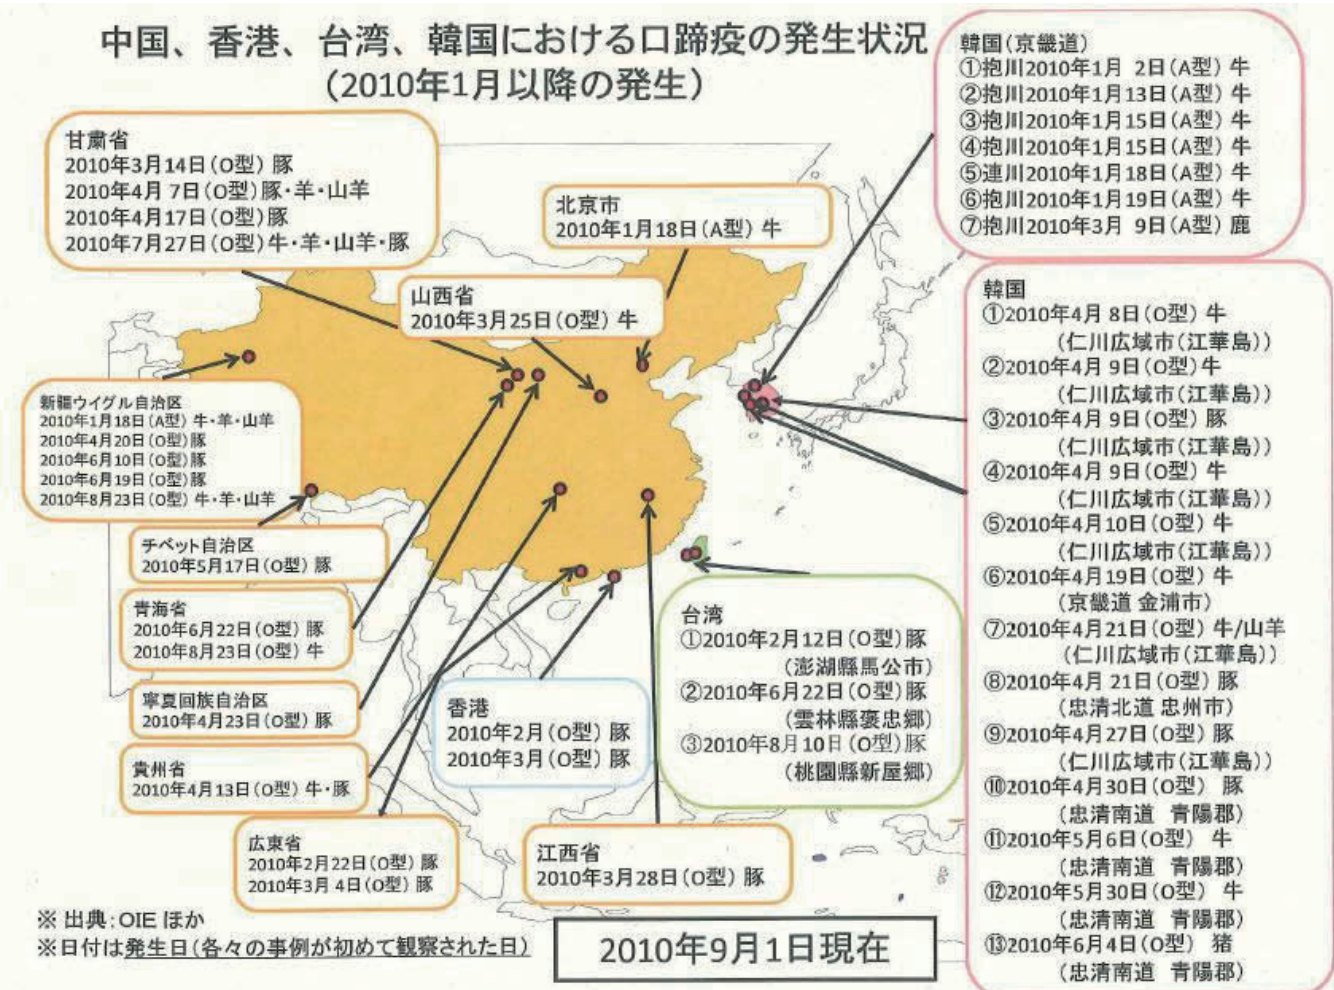 中国、香港、台湾、韓国における口蹄疫の発生状況
(2010年1月以降の発生)
韓国(京畿道)
①抱川2010年1月 2日(A型) 牛
②抱川2010年1月13日(A型) 牛
③抱川2010年1月15日(A型) 牛
④抱川2010年1月15日(A型) 牛
⑤連川2010年1月18日(A型) 牛
⑥抱川2010年1月19日(A型) 牛
⑦抱川2010年3月 9日(A型) 鹿
甘粛省
2010年3月14日(O型) 豚
2010年4月 7日(O型) 豚・羊・山羊
2010年4月17日(O型) 豚
2010年7月27日(O型) 牛・羊・山羊・豚
北京市
2010年1月18日(A型) 牛
山西省
2010年3月25日(O型) 牛
新疆ウイグル自治区
2010年1月18日(A型) 牛・羊・山羊
2010年4月20日(O型) 豚
2010年6月10日(O型) 豚
2010年6月19日(O型) 豚
2010年8月23日(O型) 牛・羊・山羊
チベット自治区
2010年5月17日(O型) 豚
青海省
2010年6月22日(O型) 豚
2010年8月23日(O型) 牛
寧夏回族自治区
2010年4月23日(O型) 豚
貴州省
2010年4月13日(O型) 牛・豚
広東省
2010年2月22日(O型) 豚
2010年3月 4日(O型) 豚
香港
2010年2月(O型) 豚
2010年3月(O型) 豚
江西省
2010年3月28日(O型) 豚
台湾
①2010年2月12日(O型) 豚
(澎湖縣馬公市)
②2010年6月22日(O型) 豚
(雲林縣褒忠郷)
③2010年8月10日(O型) 豚
(桃園縣新屋郷)
韓国
①2010年4月 8日(O型) 牛
(仁川広域市(江華島))
②2010年4月 9日(O型) 牛
(仁川広域市(江華島))
③2010年4月 9日(O型) 豚
(仁川広域市(江華島))
④2010年4月 9日(O型) 牛
(仁川広域市(江華島))
⑤2010年4月10日(O型) 牛
(仁川広域市(江華島))
⑥2010年4月19日(O型) 牛
(京畿道 金浦市)
⑦2010年4月21日(O型) 牛/山羊
(仁川広域市(江華島))
⑧2010年4月 21日(O型) 豚
(忠清北道 忠州市)
⑨2010年4月27日(O型) 豚
(仁川広域市(江華島))
⑩2010年4月30日(O型) 豚
(忠清南道 青陽郡)
⑪2010年5月6日(O型) 牛
(忠清南道 青陽郡)
⑫2010年5月30日(O型) 牛
(忠清南道 青陽郡)
⑬2010年6月4日(O型) 猪
(忠清南道 青陽郡)
※ 出典:OIE ほか
※日付は発生日(各々の事例が初めて観察された日)
2010年9月1日現在